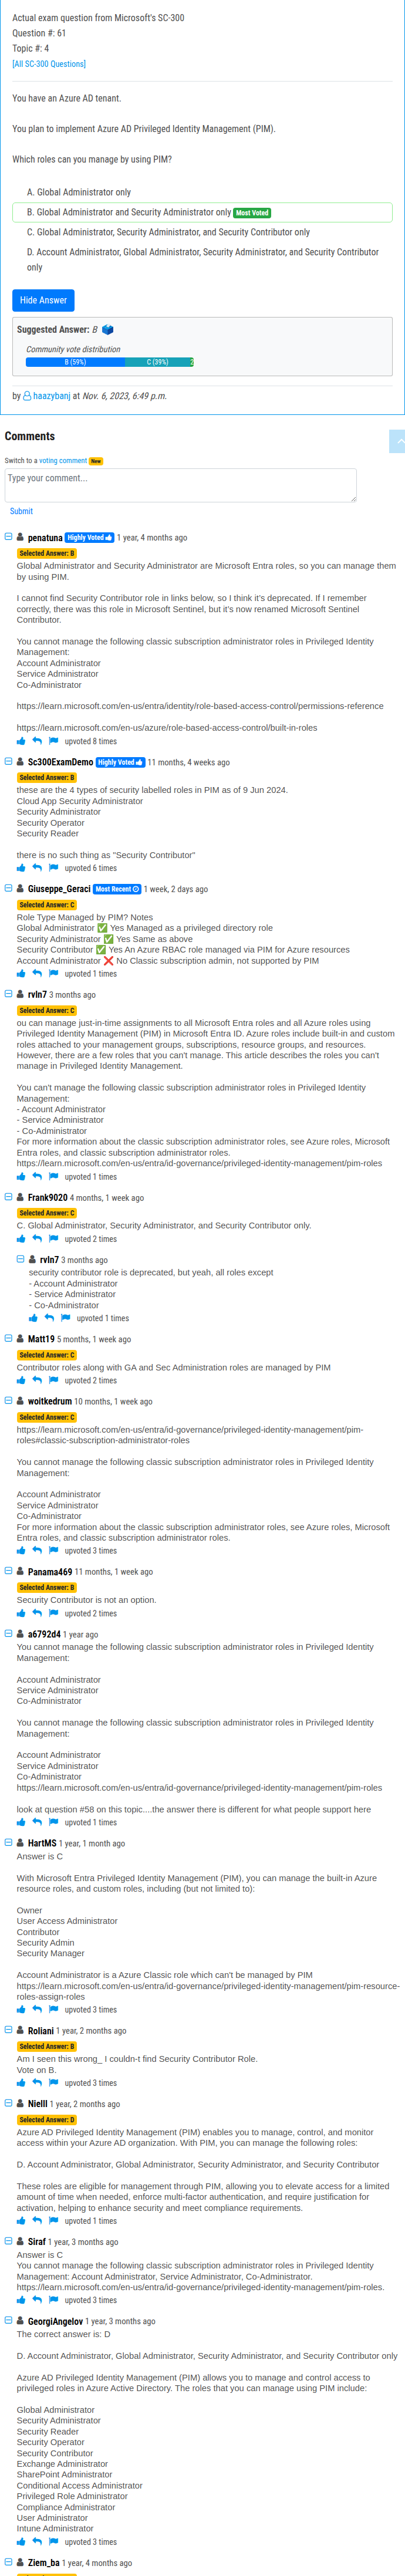 Actual exam question from Microsoft's SC-300
Question #: 61
Topic #: 4
[All SC-300 Questions]
You have an Azure AD tenant.
You plan to implement Azure AD Privileged Identity Management (PIM).
Which roles can you manage by using PIM?
A. Global Administrator only
B. Global Administrator and Security Administrator only Most Voted
C. Global Administrator, Security Administrator, and Security Contributor only
D. Account Administrator, Global Administrator, Security Administrator, and Security Contributor
only
Hide Answer
Suggested Answer: B
Community vote distribution
B (59%) C (39%)
by haazybanj at Nov. 6, 2023, 6:49 p.m.
Comments
Switch to a voting comment New
Type your comment...
Submit
penatuna Highly Voted 1 year, 4 months ago
Selected Answer: B
Global Administrator and Security Administrator are Microsoft Entra roles, so you can manage them
by using PIM.
I cannot find Security Contributor role in links below, so I think it's deprecated. If I remember
correctly, there was this role in Microsoft Sentinel, but it's now renamed Microsoft Sentinel
Contributor.
You cannot manage the following classic subscription administrator roles in Privileged Identity
Management:
Account Administrator
Service Administrator
Co-Administrator
https://learn.microsoft.com/en-us/entra/identity/role-based-access-control/permissions-reference
https://learn.microsoft.com/en-us/azure/role-based-access-control/built-in-roles
upvoted 8 times
Sc300ExamDemo Highly Voted 11 months, 4 weeks ago
Selected Answer: B
these are the 4 types of security labelled roles in PIM as of 9 Jun 2024.
Cloud App Security Administrator
Security Administrator
Security Operator
Security Reader
there is no such thing as "Security Contributor"
upvoted 6 times
Giuseppe_Geraci Most Recent 1 week, 2 days ago
Selected Answer: C
Role Type Managed by PIM? Notes
Global Administrator ✅ Yes Managed as a privileged directory role
Security Administrator ✅ Yes Same as above
Security Contributor ✅ Yes An Azure RBAC role managed via PIM for Azure resources
Account Administrator ❌ No Classic subscription admin, not supported by PIM
upvoted 1 times
rvln7 3 months ago
Selected Answer: C
ou can manage just-in-time assignments to all Microsoft Entra roles and all Azure roles using
Privileged Identity Management (PIM) in Microsoft Entra ID. Azure roles include built-in and custom
roles attached to your management groups, subscriptions, resource groups, and resources.
However, there are a few roles that you can't manage. This article describes the roles you can't
manage in Privileged Identity Management.
You can't manage the following classic subscription administrator roles in Privileged Identity
Management:
- Account Administrator
- Service Administrator
- Co-Administrator
For more information about the classic subscription administrator roles, see Azure roles, Microsoft
Entra roles, and classic subscription administrator roles.
https://learn.microsoft.com/en-us/entra/id-governance/privileged-identity-management/pim-roles
upvoted 1 times
Frank9020 4 months, 1 week ago
Selected Answer: C
C. Global Administrator, Security Administrator, and Security Contributor only.
upvoted 2 times
rvln7 3 months ago
security contributor role is deprecated, but yeah, all roles except
- Account Administrator
- Service Administrator
- Co-Administrator
upvoted 1 times
Matt19 5 months, 1 week ago
Selected Answer: C
Contributor roles along with GA and Sec Administration roles are managed by PIM
upvoted 2 times
woitkedrum 10 months, 1 week ago
Selected Answer: C
https://learn.microsoft.com/en-us/entra/id-governance/privileged-identity-management/pim-
roles#classic-subscription-administrator-roles
You cannot manage the following classic subscription administrator roles in Privileged Identity
Management:
Account Administrator
Service Administrator
Co-Administrator
For more information about the classic subscription administrator roles, see Azure roles, Microsoft
Entra roles, and classic subscription administrator roles.
upvoted 3 times
Panama469 11 months, 1 week ago
Selected Answer: B
Security Contributor is not an option.
upvoted 2 times
a6792d4 1 year ago
You cannot manage the following classic subscription administrator roles in Privileged Identity
Management:
Account Administrator
Service Administrator
Co-Administrator
You cannot manage the following classic subscription administrator roles in Privileged Identity
Management:
Account Administrator
Service Administrator
Co-Administrator
https://learn.microsoft.com/en-us/entra/id-governance/privileged-identity-management/pim-roles
look at question #58 on this topic....the answer there is different for what people support here
upvoted 1 times
HartMS 1 year, 1 month ago
Answer is C
With Microsoft Entra Privileged Identity Management (PIM), you can manage the built-in Azure
resource roles, and custom roles, including (but not limited to):
Owner
User Access Administrator
Contributor
Security Admin
Security Manager
Account Administrator is a Azure Classic role which can't be managed by PIM
https://learn.microsoft.com/en-us/entra/id-governance/privileged-identity-management/pim-resource-
roles-assign-roles
upvoted 3 times
Roliani 1 year, 2 months ago
Selected Answer: B
Am I seen this wrong_ I couldn-t find Security Contributor Role.
Vote on B.
upvoted 3 times
Nielll 1 year, 2 months ago
Selected Answer: D
Azure AD Privileged Identity Management (PIM) enables you to manage, control, and monitor
access within your Azure AD organization. With PIM, you can manage the following roles:
D. Account Administrator, Global Administrator, Security Administrator, and Security Contributor
These roles are eligible for management through PIM, allowing you to elevate access for a limited
amount of time when needed, enforce multi-factor authentication, and require justification for
activation, helping to enhance security and meet compliance requirements.
upvoted 1 times
Siraf 1 year, 3 months ago
Answer is C
You cannot manage the following classic subscription administrator roles in Privileged Identity
Management: Account Administrator, Service Administrator, Co-Administrator.
https://learn.microsoft.com/en-us/entra/id-governance/privileged-identity-management/pim-roles.
upvoted 3 times
GeorgiAngelov 1 year, 3 months ago
The correct answer is: D
D. Account Administrator, Global Administrator, Security Administrator, and Security Contributor only
Azure AD Privileged Identity Management (PIM) allows you to manage and control access to
privileged roles in Azure Active Directory. The roles that you can manage using PIM include:
Global Administrator
Security Administrator
Security Reader
Security Operator
Security Contributor
Exchange Administrator
SharePoint Administrator
Conditional Access Administrator
Privileged Role Administrator
Compliance Administrator
User Administrator
Intune Administrator
upvoted 3 times
Ziem_ba 1 year, 4 months ago